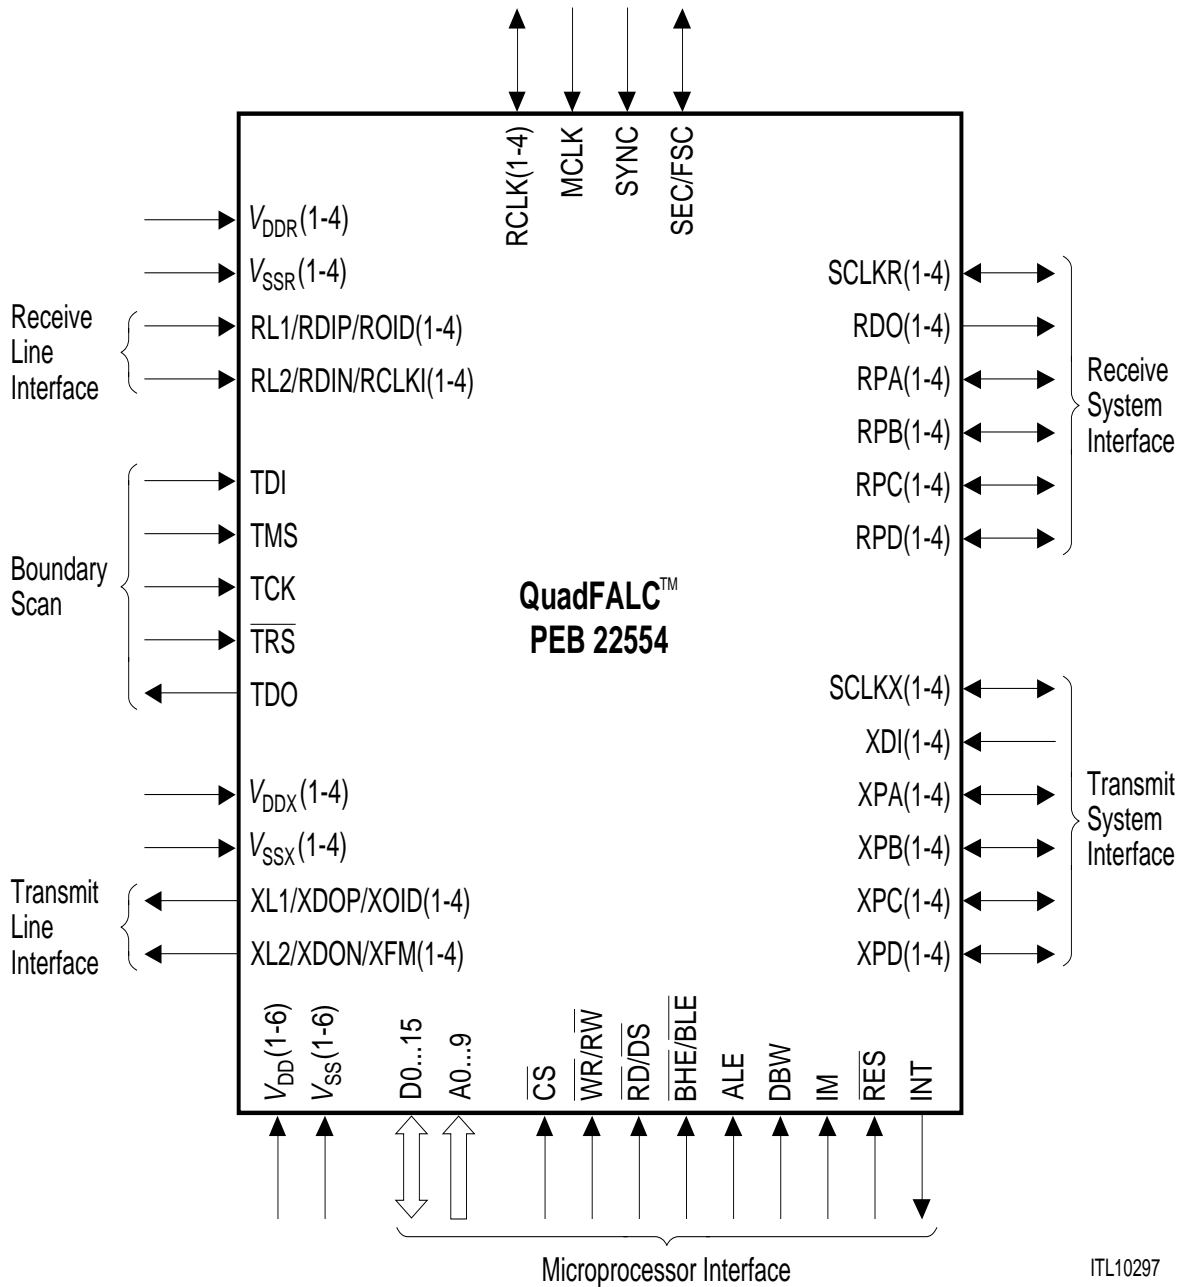 RCLK(1-4)
MCLK
SYNC
SEC/FSC
VDDR(1-4)
VSSR(1-4)
Receive
Line
Interface
RL1/RDIP/ROID(1-4)
RL2/RDIN/RCLKI(1-4)
SCLKR(1-4)
RDO(1-4)
RPA(1-4)
RPB(1-4)
RPC(1-4)
RPD(1-4)
Receive
System
Interface
Boundary
Scan
TDI
TMS
TCK
TRS
TDO
QuadFALC™
PEB 22554
SCLKX(1-4)
XDI(1-4)
XPA(1-4)
XPB(1-4)
XPC(1-4)
XPD(1-4)
Transmit
System
Interface
VDDX(1-4)
VSSX(1-4)
Transmit
Line
Interface
XL1/XDOP/XOID(1-4)
XL2/XDON/XFM(1-4)
VDD(1-6)
VSS(1-6)
D0...15
A0...9
CS
WR/RW
RD/DS
BHE/BLE
ALE
DBW
IM
RES
INT
Microprocessor Interface
ITL10297